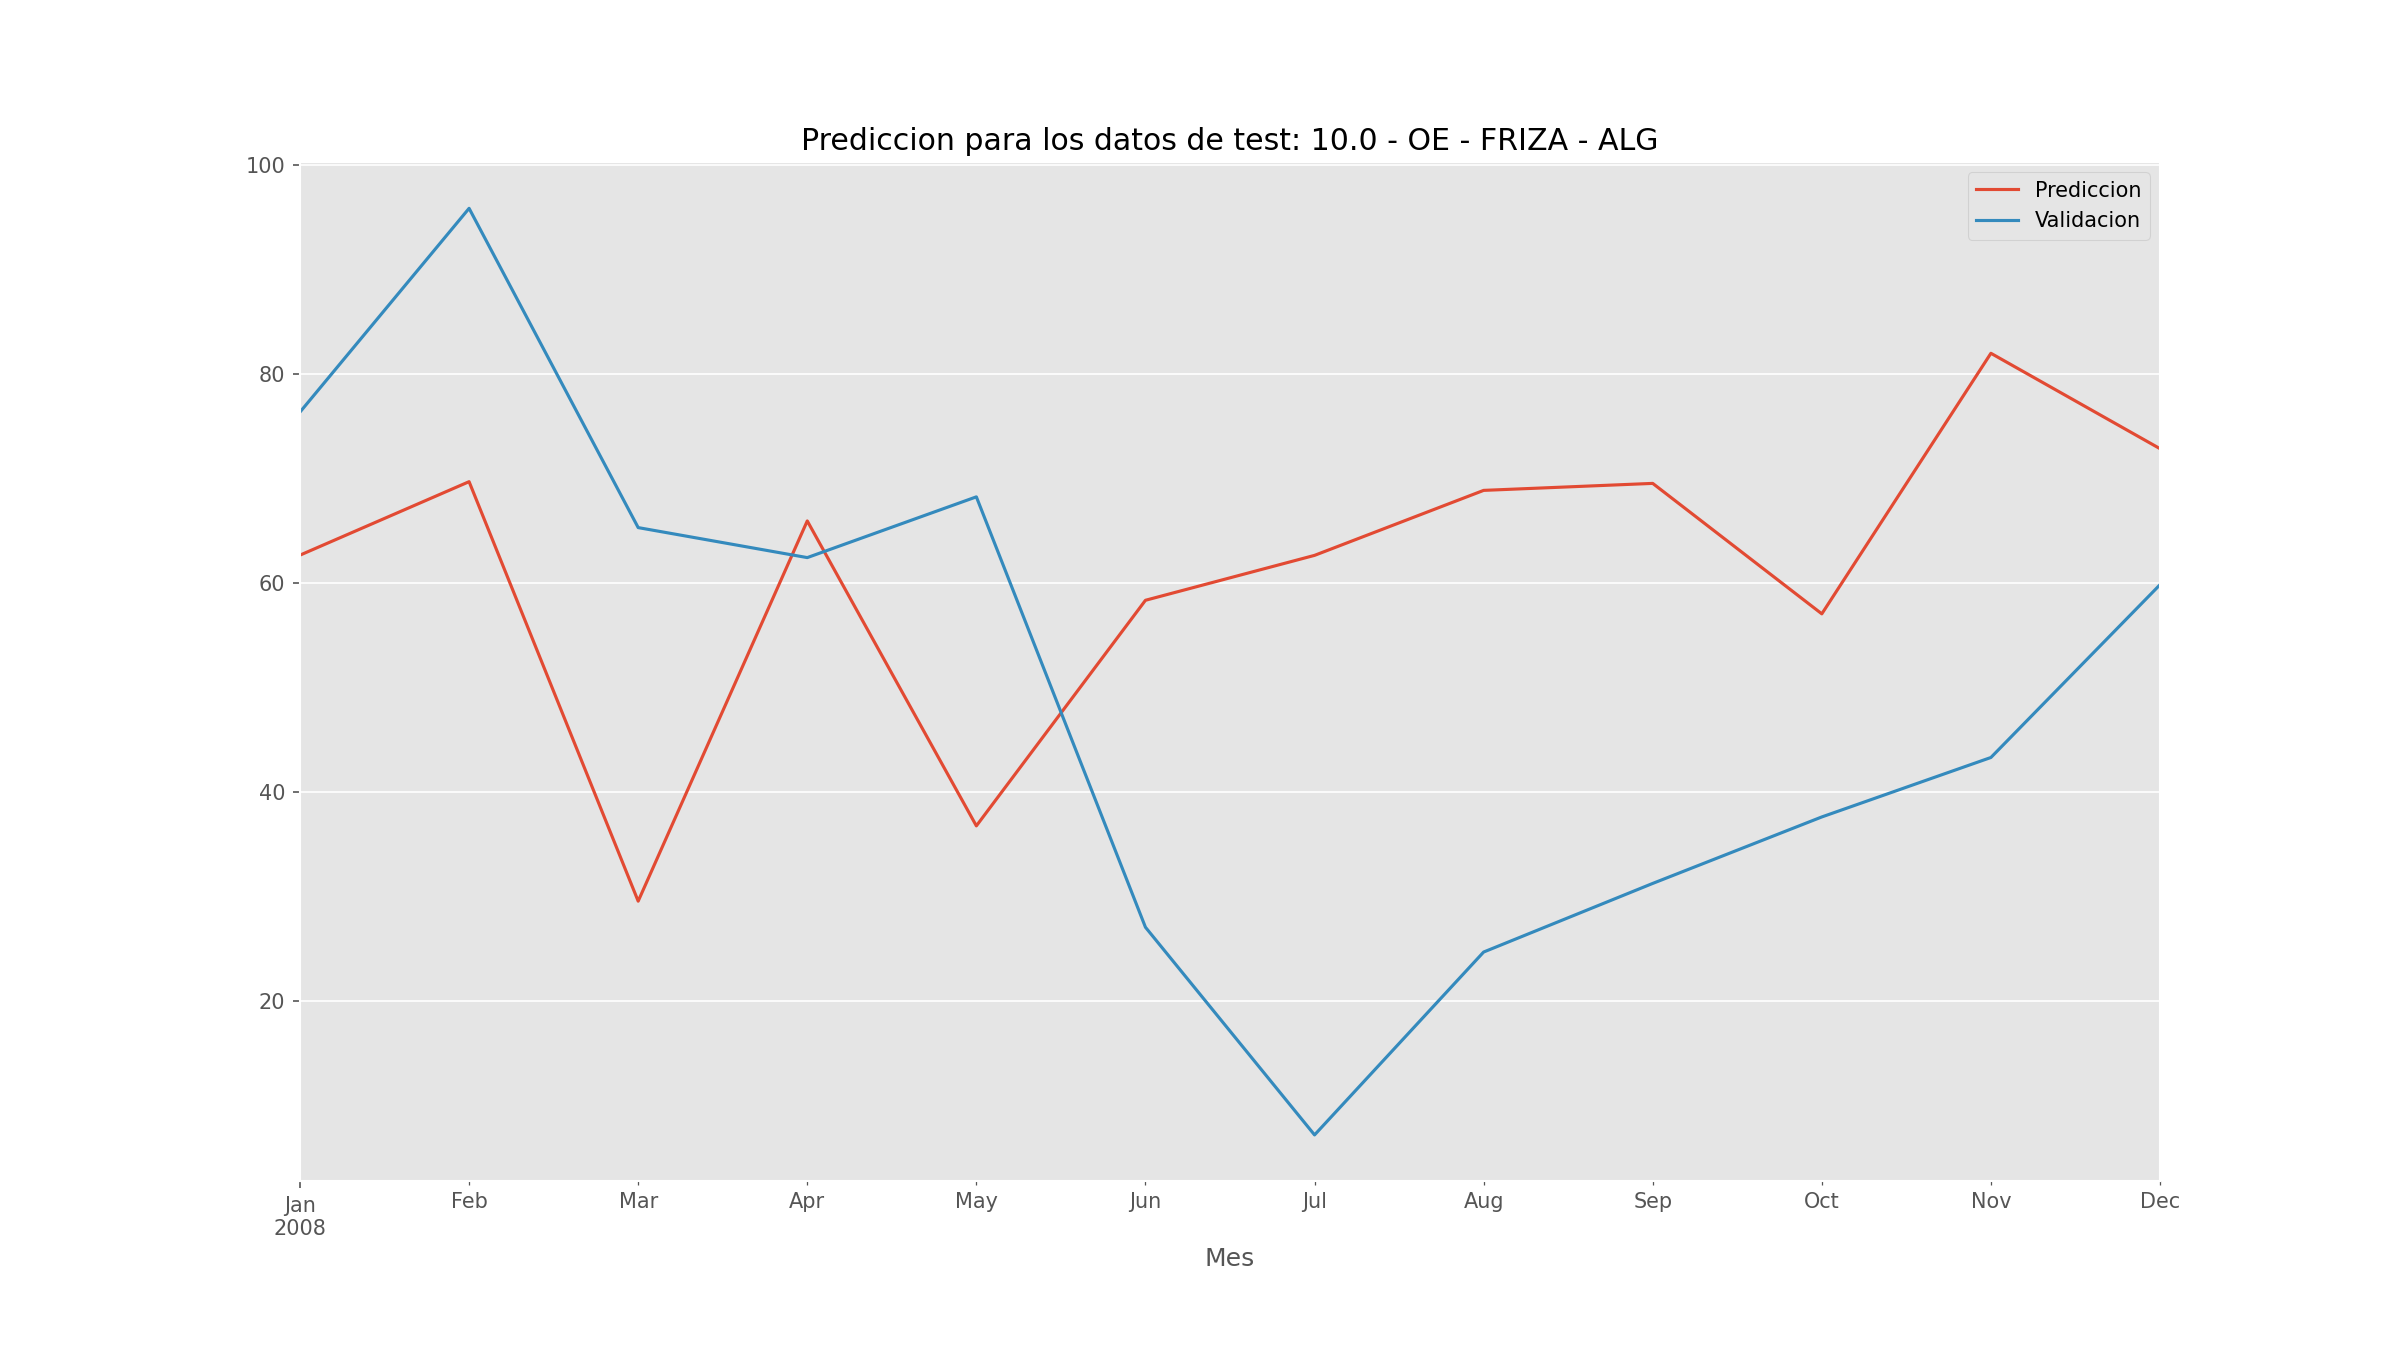 Prediccion para los datos de test: 10.0 - OE - FRIZA - ALG
Prediccion
Validacion
100
80
60
40
20
Jan Feb Mar Apr May Jun Jul Aug Sep Oct Nov Dec
2008
Mes